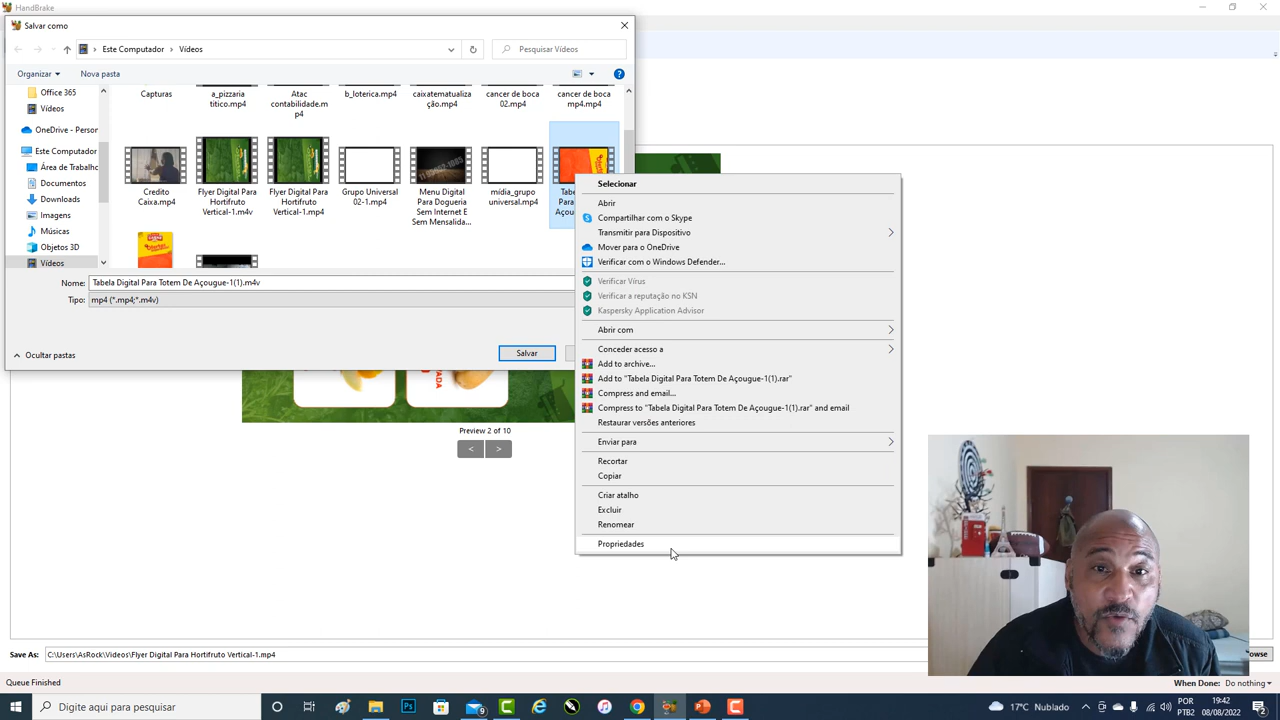 HandBrake
Salvar como
Este Computador > Vídeos
Pesquisar Vídeos
Organizar
Nova pasta
Office 365
Vídeos
OneDrive - Person
Este Computador
Área de Trabalho
Documentos
Downloads
Imagens
Músicas
Objetos 3D
Vídeos
Capturas
a_pizzaria
titico.mp4
Atac
contabilidade.m
p4
b_loterica.mp4
caixatematualiza
ção.mp4
cancer de boca
02.mp4
cancer de boca
mp4.mp4
Credito
Caixa.mp4
Flyer Digital Para
Hortifruto
Vertical-1.m4v
Flyer Digital Para
Hortifruto
Vertical-1.mp4
Grupo Universal
02-1.mp4
Menu Digital
Para Dogueria
Sem Internet E
Sem Mensalida...
mídia_grupo
universal.mp4
Nome: Tabela Digital Para Totem De Açougue-1(1).m4v
Tipo: mp4 (*.mp4;*.m4v)
Ocultar pastas
Salvar
Selecionar
Abrir
Compartilhar com o Skype
Transmitir para Dispositivo
Mover para o OneDrive
Verificar com o Windows Defender...
Verificar Vírus
Verificar a reputação no KSN
Kaspersky Application Advisor
Abrir com
Conceder acesso a
Add to archive...
Add to "Tabela Digital Para Totem De Açougue-1(1).rar"
Compress and email...
Compress to "Tabela Digital Para Totem De Açougue-1(1).rar" and email
Restaurar versões anteriores
Enviar para
Recortar
Copiar
Criar atalho
Excluir
Renomear
Propriedades
Preview 2 of 10
< >
Save As: C:\Users\AsRock\Videos\Flyer Digital Para Hortifruto Vertical-1.mp4
owse
Queue Finished
When Done: Do nothing
Digite aqui para pesquisar
17°C Nublado
POR
PTB2
19:42
08/08/2022